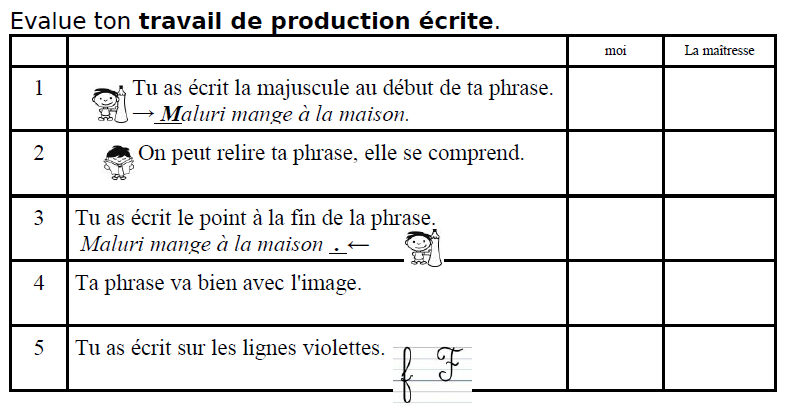 Evalue ton travail de production écrite.
moi La maîtresse
1 Tu as écrit la majuscule au début de ta phrase.
→ Maluri mange à la maison.
2 On peut relire ta phrase, elle se comprend.
3 Tu as écrit le point à la fin de la phrase.
Maluri mange à la maison . ←
4 Ta phrase va bien avec l'image.
5 Tu as écrit sur les lignes violettes.
f F